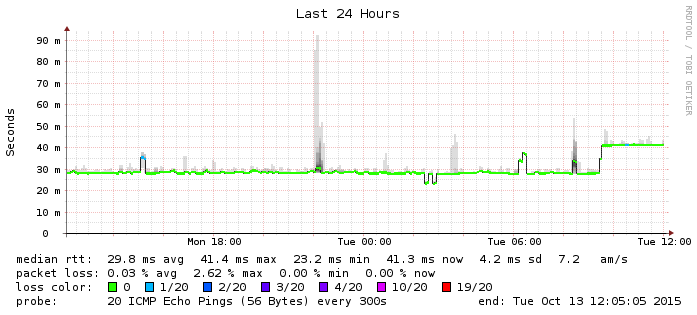 Last 24 Hours
RRDTOOL / TOBI OETIKER
Seconds
90 m
80 m
70 m
60 m
50 m
40 m
30 m
20 m
10 m
0
Mon 18:00 Tue 00:00 Tue 06:00 Tue 12:00
median rtt: 29.8 ms avg 41.4 ms max 23.2 ms min 41.3 ms now 4.2 ms sd 7.2 am/s
packet loss: 0.03 % avg 2.62 % max 0.00 % min 0.00 % now
loss color: 0 1/20 2/20 3/20 4/20 10/20 19/20
probe: 20 ICMP Echo Pings (56 Bytes) every 300s end: Tue Oct 13 12:05:05 2015